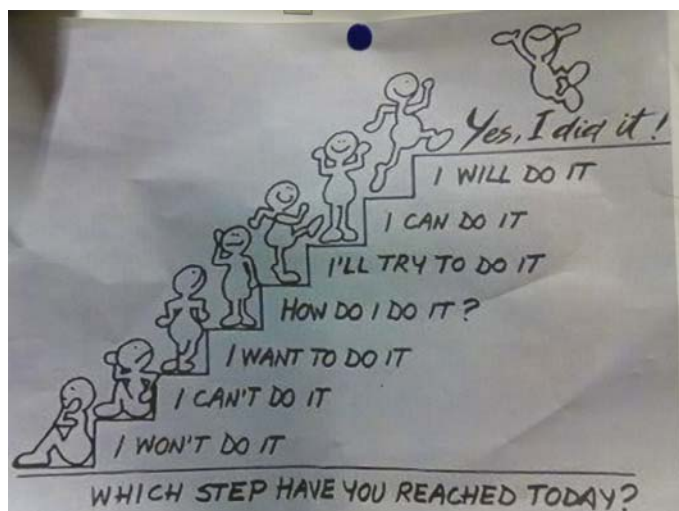 Yes, I did it!
I WILL DO IT
I CAN DO IT
I'LL TRY TO DO IT
HOW DO I DO IT?
I WANT TO DO IT
I CAN'T DO IT
I WON'T DO IT
WHICH STEP HAVE YOU REACHED TODAY?